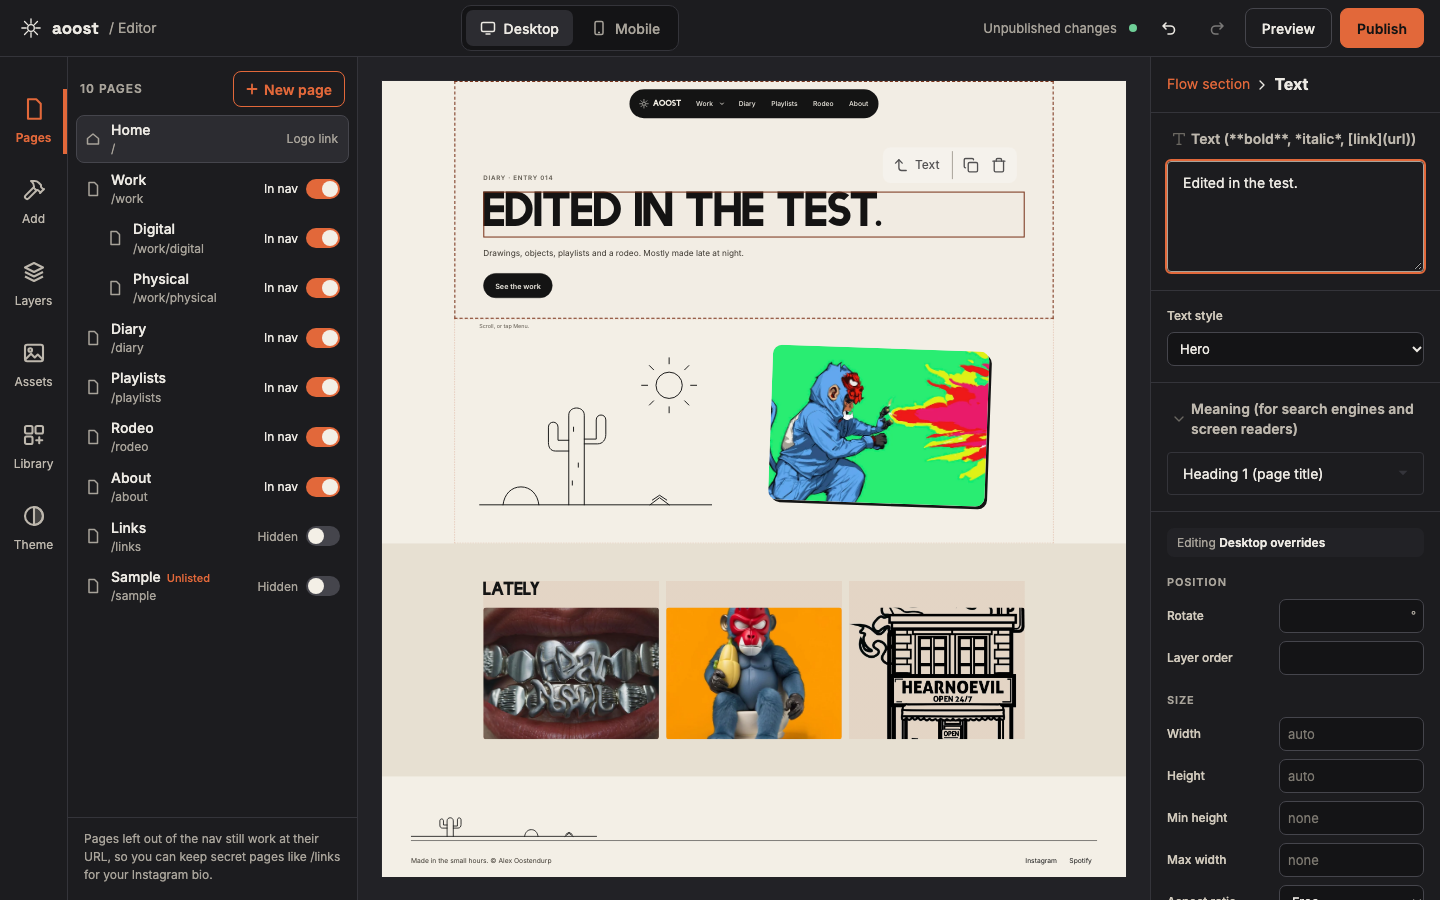 aoost / Editor
Desktop
Mobile
Unpublished changes
Preview
Publish
Pages
Add
Layers
Assets
Library
Theme
10 PAGES
+ New page
Home
/
Logo link
Work
/work
In nav
Digital
/work/digital
In nav
Physical
/work/physical
In nav
Diary
/diary
In nav
Playlists
/playlists
In nav
Rodeo
/rodeo
In nav
About
/about
In nav
Links
/links
Hidden
Sample Unlisted
/sample
Hidden
Pages left out of the nav still work at their
URL, so you can keep secret pages like /links
for your Instagram bio.
AOOST Work Diary Playlists Rodeo About
Text
DIARY · ENTRY 014
EDITED IN THE TEST.
Drawings, objects, playlists and a rodeo. Mostly made late at night.
See the work
Scroll, or tap Menu.
LATELY
HEARNOEVIL
OPEN 24/7
OPEN
Made in the small hours. © Alex Oostendurp
Instagram Spotify
Flow section > Text
Text (**bold**, *italic*, [link](url))
Edited in the test.
Text style
Hero
Meaning (for search engines and
screen readers)
Heading 1 (page title)
Editing Desktop overrides
POSITION
Rotate
°
Layer order
SIZE
Width
auto
Height
auto
Min height
none
Max width
none